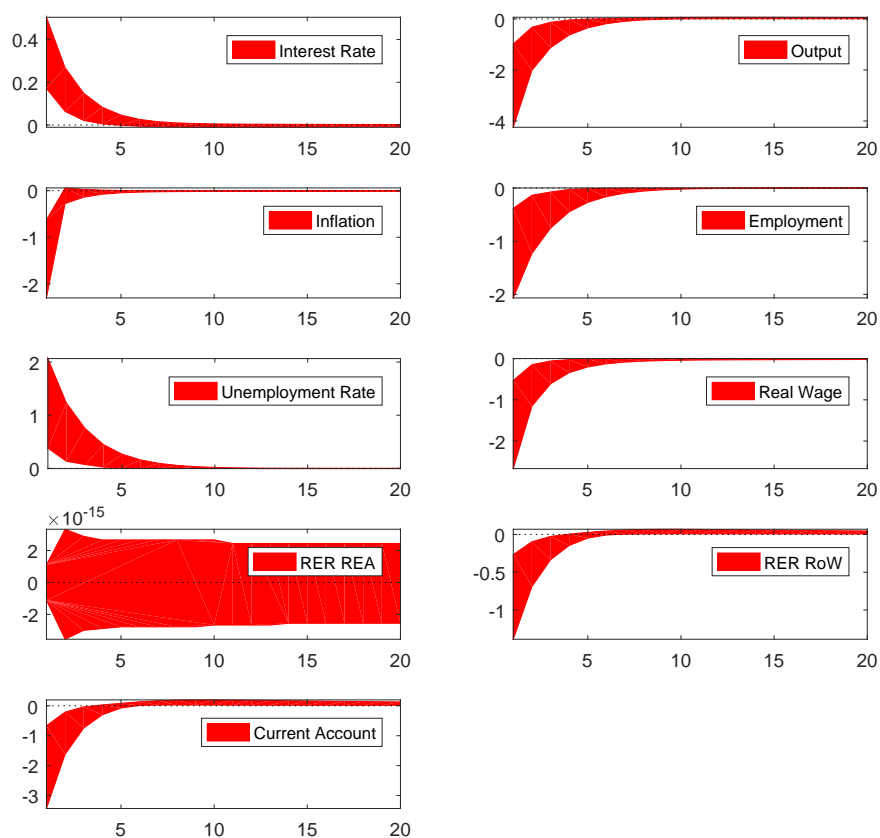 Interest Rate
0.4
0.2
0
5 10 15 20
Output
0
-2
-4
5 10 15 20
Inflation
0
-1
-2
5 10 15 20
Employment
0
-1
-2
5 10 15 20
Unemployment Rate
2
1
0
5 10 15 20
Real Wage
0
-1
-2
5 10 15 20
×10^-15
RER REA
2
0
-2
5 10 15 20
RER RoW
0
-0.5
-1
5 10 15 20
Current Account
0
-1
-2
-3
5 10 15 20